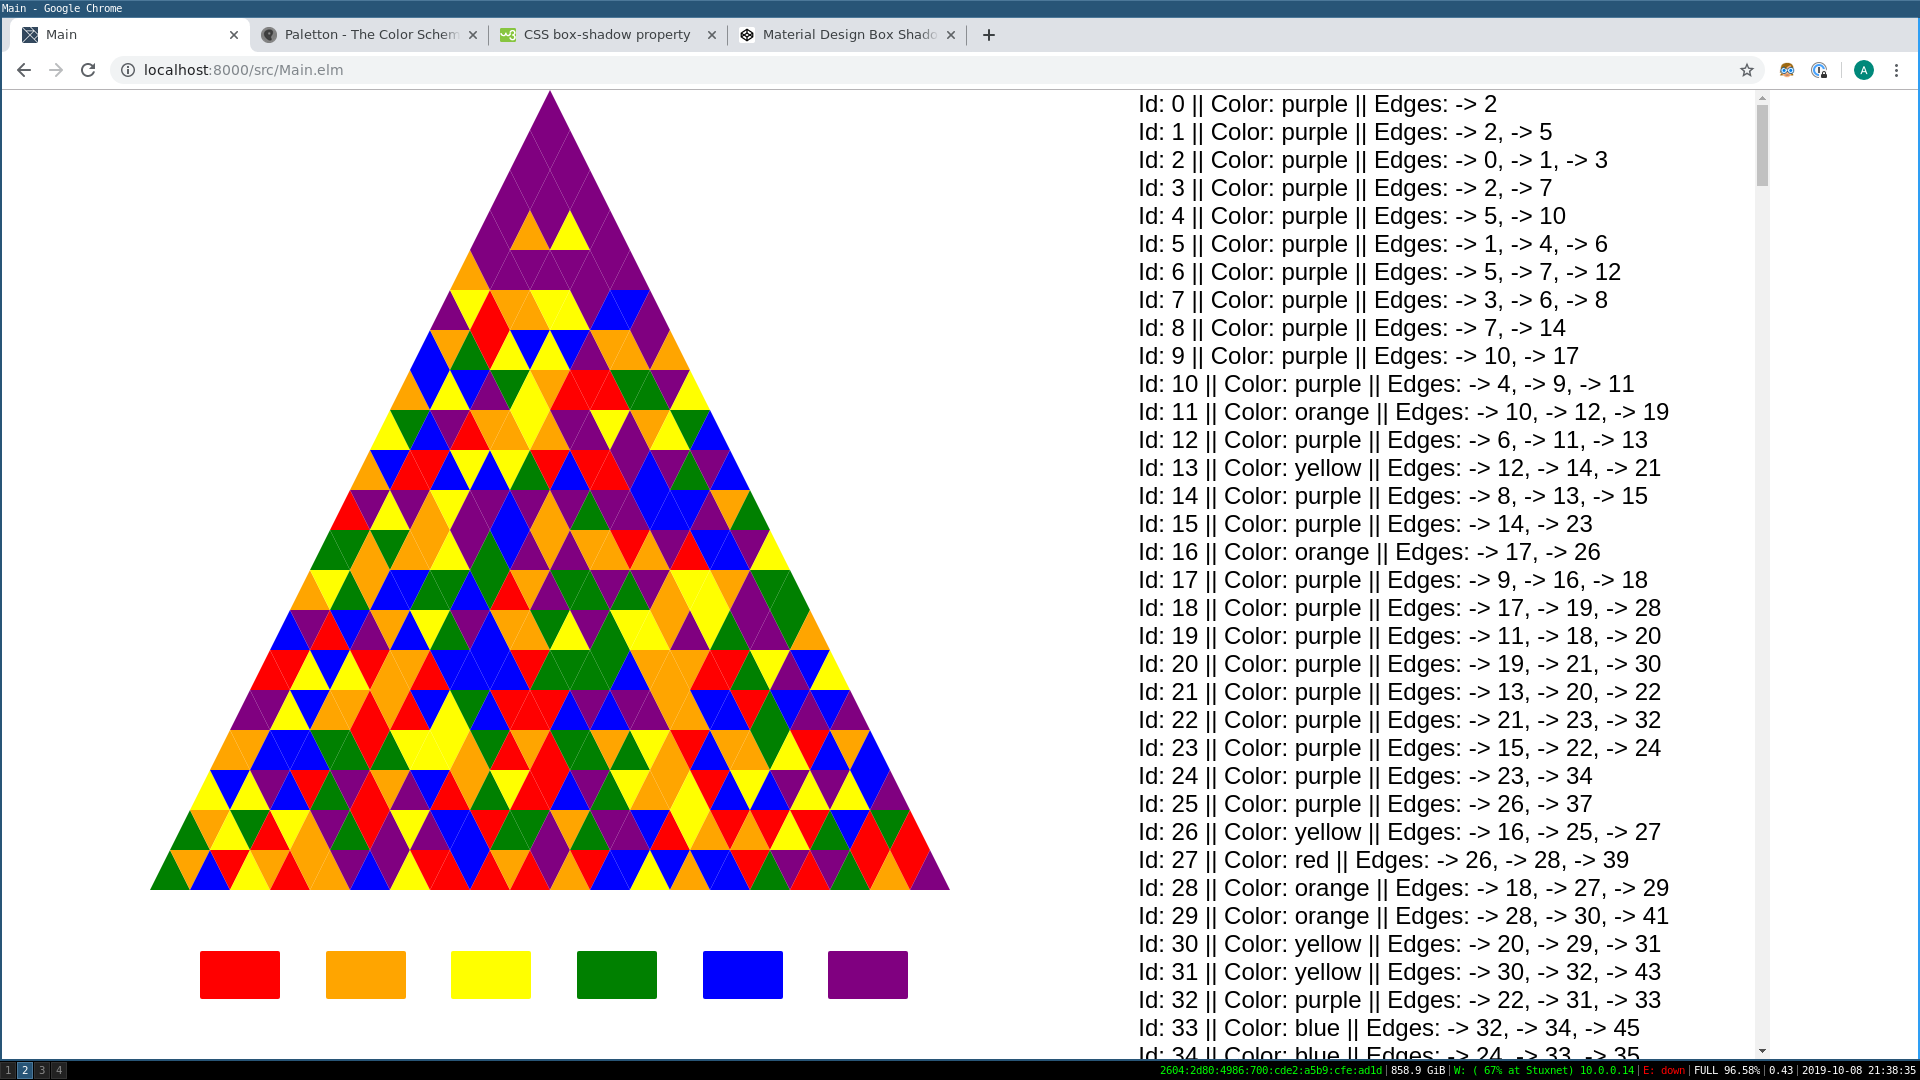 Main - Google Chrome
Main
Paletton - The Color Schem
CSS box-shadow property
Material Design Box Shado
localhost:8000/src/Main.elm
A
Id: 0 || Color: purple || Edges: -> 2
Id: 1 || Color: purple || Edges: -> 2, -> 5
Id: 2 || Color: purple || Edges: -> 0, -> 1, -> 3
Id: 3 || Color: purple || Edges: -> 2, -> 7
Id: 4 || Color: purple || Edges: -> 5, -> 10
Id: 5 || Color: purple || Edges: -> 1, -> 4, -> 6
Id: 6 || Color: purple || Edges: -> 5, -> 7, -> 12
Id: 7 || Color: purple || Edges: -> 3, -> 6, -> 8
Id: 8 || Color: purple || Edges: -> 7, -> 14
Id: 9 || Color: purple || Edges: -> 10, -> 17
Id: 10 || Color: purple || Edges: -> 4, -> 9, -> 11
Id: 11 || Color: orange || Edges: -> 10, -> 12, -> 19
Id: 12 || Color: purple || Edges: -> 6, -> 11, -> 13
Id: 13 || Color: yellow || Edges: -> 12, -> 14, -> 21
Id: 14 || Color: purple || Edges: -> 8, -> 13, -> 15
Id: 15 || Color: purple || Edges: -> 14, -> 23
Id: 16 || Color: orange || Edges: -> 17, -> 26
Id: 17 || Color: purple || Edges: -> 9, -> 16, -> 18
Id: 18 || Color: purple || Edges: -> 17, -> 19, -> 28
Id: 19 || Color: purple || Edges: -> 11, -> 18, -> 20
Id: 20 || Color: purple || Edges: -> 19, -> 21, -> 30
Id: 21 || Color: purple || Edges: -> 13, -> 20, -> 22
Id: 22 || Color: purple || Edges: -> 21, -> 23, -> 32
Id: 23 || Color: purple || Edges: -> 15, -> 22, -> 24
Id: 24 || Color: purple || Edges: -> 23, -> 34
Id: 25 || Color: purple || Edges: -> 26, -> 37
Id: 26 || Color: yellow || Edges: -> 16, -> 25, -> 27
Id: 27 || Color: red || Edges: -> 26, -> 28, -> 39
Id: 28 || Color: orange || Edges: -> 18, -> 27, -> 29
Id: 29 || Color: orange || Edges: -> 28, -> 30, -> 41
Id: 30 || Color: yellow || Edges: -> 20, -> 29, -> 31
Id: 31 || Color: yellow || Edges: -> 30, -> 32, -> 43
Id: 32 || Color: purple || Edges: -> 22, -> 31, -> 33
Id: 33 || Color: blue || Edges: -> 32, -> 34, -> 45
Id: 34 || Color: blue || Edges: -> 24, -> 33, -> 35
1 2 3 4
2604:2d80:4986:700:cde2:a5b9:cfe:ad1d | 858.9 GiB | W: ( 67% at Stuxnet) 10.0.0.14 | E: down | FULL 96.58% | 0.43 | 2019-10-08 21:38:35